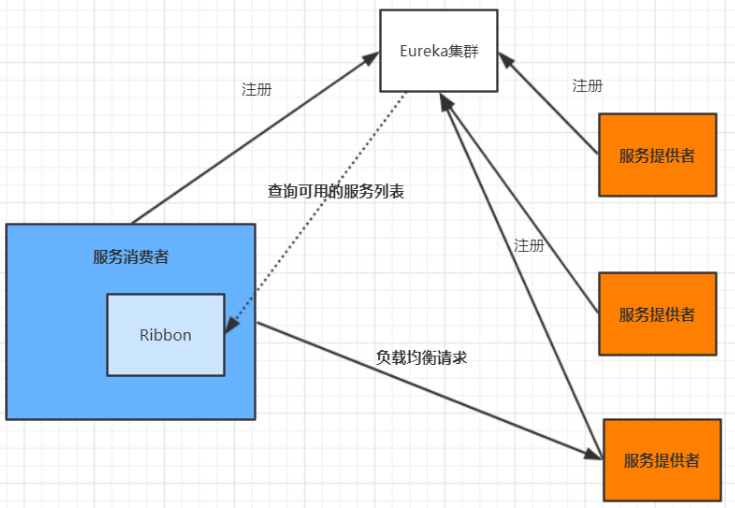 Eureka集群
注册
注册
服务提供者
查询可用的服务列表
服务消费者
注册
服务提供者
Ribbon
负载均衡请求
服务提供者